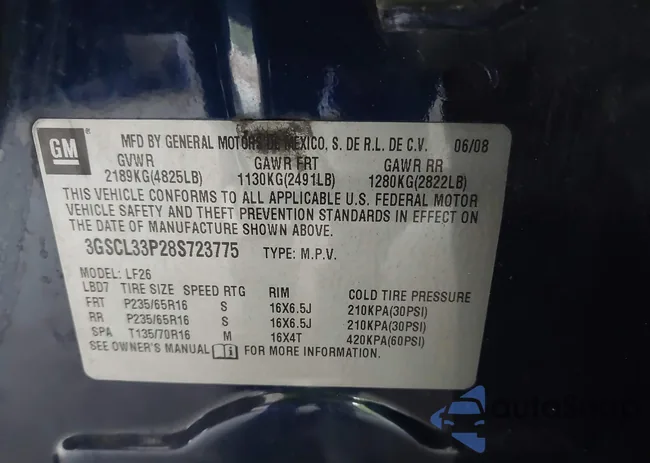 GM ®
MFD BY GENERAL MOTORS DE MEXICO, S. DE R.L. DE C.V. 06/08
GVWR GAWR FRT GAWR RR
2189KG(4825LB) 1130KG(2491LB) 1280KG(2822LB)
THIS VEHICLE CONFORMS TO ALL APPLICABLE U.S. FEDERAL MOTOR
VEHICLE SAFETY AND THEFT PREVENTION STANDARDS IN EFFECT ON
THE DATE OF MANUFACTURE SHOWN ABOVE.
3GSCL33P28S723775 TYPE: M.P.V.
MODEL: LF26
LBD7 TIRE SIZE SPEED RTG RIM COLD TIRE PRESSURE
FRT P235/65R16 S 16X6.5J 210KPA(30PSI)
RR P235/65R16 S 16X6.5J 210KPA(30PSI)
SPA T135/70R16 M 16X4T 420KPA(60PSI)
SEE OWNER'S MANUAL FOR MORE INFORMATION.